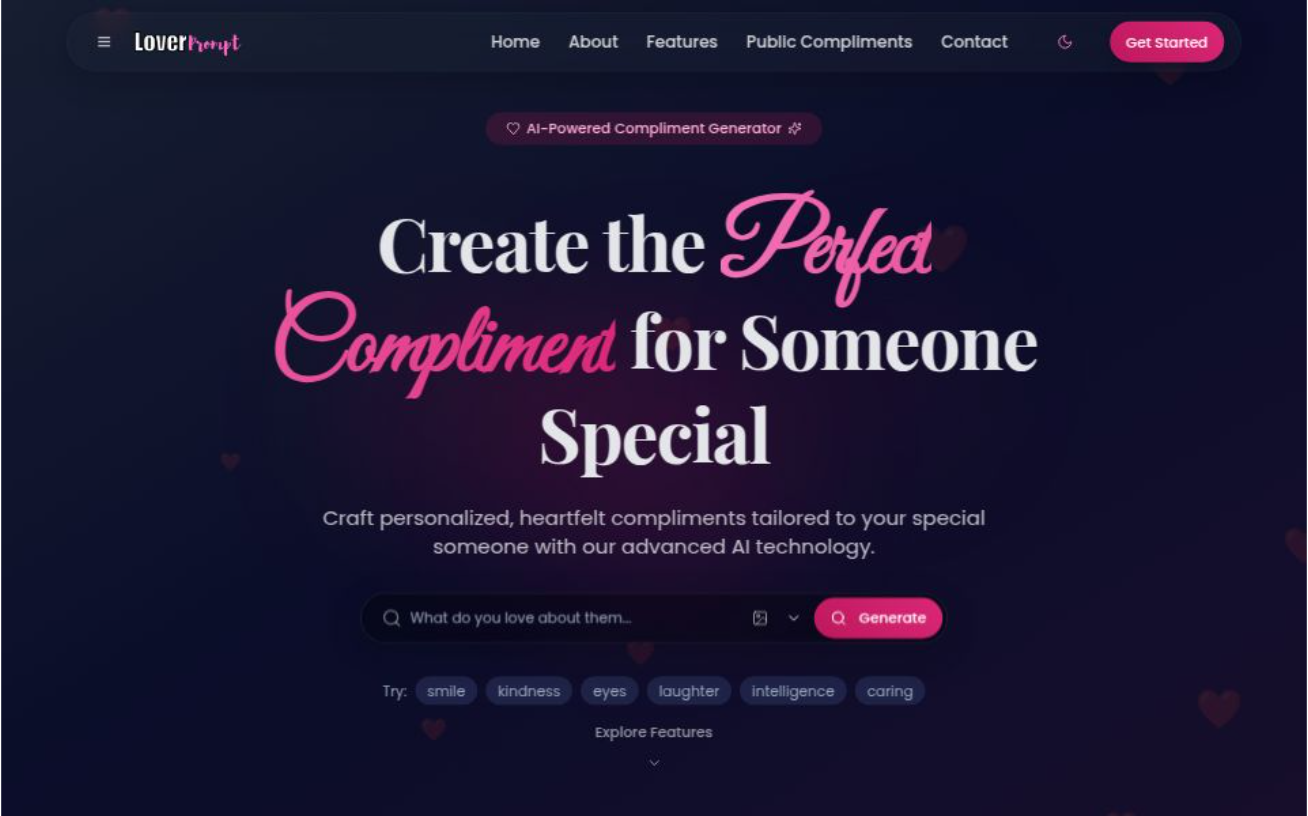 LoverPrompt
Home About Features Public Compliments Contact Get Started
AI-Powered Compliment Generator
Create the Perfect
Compliment for Someone
Special
Craft personalized, heartfelt compliments tailored to your special
someone with our advanced AI technology.
What do you love about them... Generate
Try: smile kindness eyes laughter intelligence caring
Explore Features